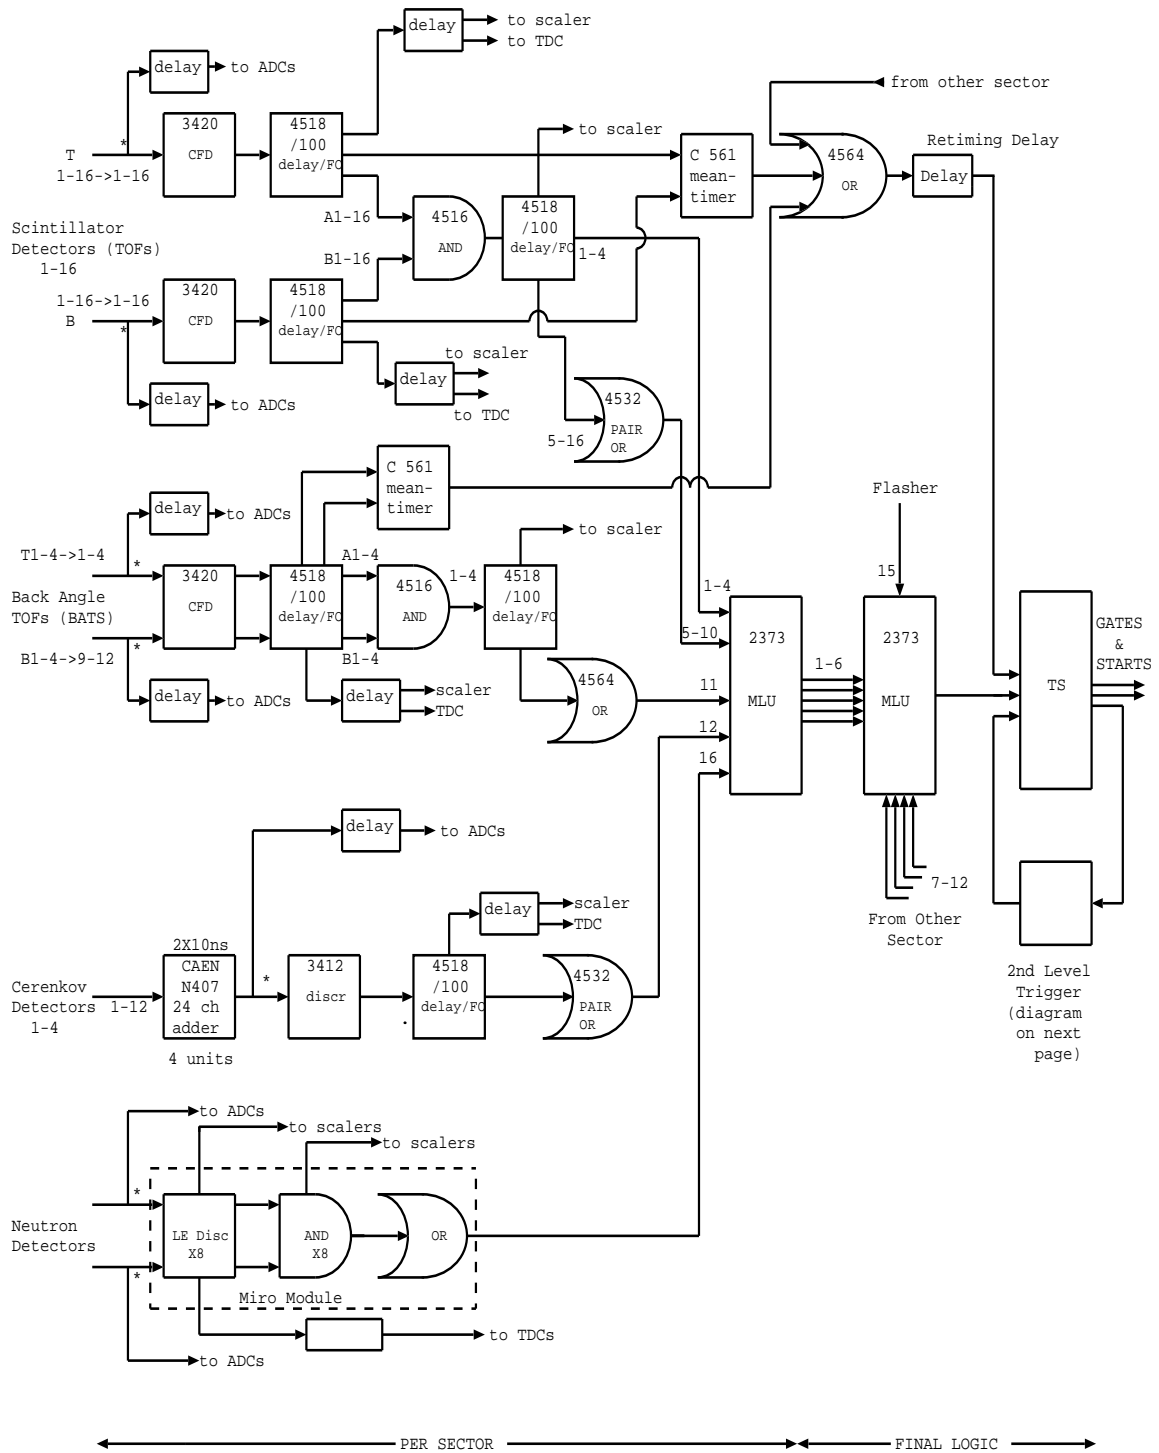 delay
to scaler
to TDC
delay
to ADCs
from other sector
*
3420
CFD
4518
/100
delay/FO
to scaler
C 561
mean-
timer
4564
OR
Retiming Delay
Delay
T
1-16->1-16
A1-16
4516
AND
4518
/100
delay/FO
1-4
Scintillator
Detectors (TOFs)
1-16
B1-16
1-16->1-16
B
*
3420
CFD
4518
/100
delay/FO
to scaler
delay
to TDC
delay
to ADCs
4532
PAIR
OR
5-16
C 561
mean-
timer
Flasher
15
delay
to ADCs
to scaler
T1-4->1-4
*
3420
CFD
4518
/100
delay/FO
A1-4
4516
AND
1-4
4518
/100
delay/FO
Back Angle
TOFs (BATS)
*
B1-4->9-12
B1-4
delay
to ADCs
delay
scaler
TDC
4564
OR
1-4
5-10
11
12
16
2373
MLU
1-6
2373
MLU
TS
GATES
&
STARTS
7-12
From Other
Sector
2nd Level
Trigger
(diagram
on next
page)
delay
to ADCs
delay
scaler
TDC
2X10ns
CAEN
N407
24 ch
adder
4 units
Cerenkov
Detectors
1-4
1-12
*
3412
discr
4518
/100
delay/FO
.
4532
PAIR
OR
to ADCs
to scalers
to scalers
*
Neutron
Detectors
*
LE Disc
X8
AND
X8
OR
Miro Module
to TDCs
to ADCs
PER SECTOR
FINAL LOGIC